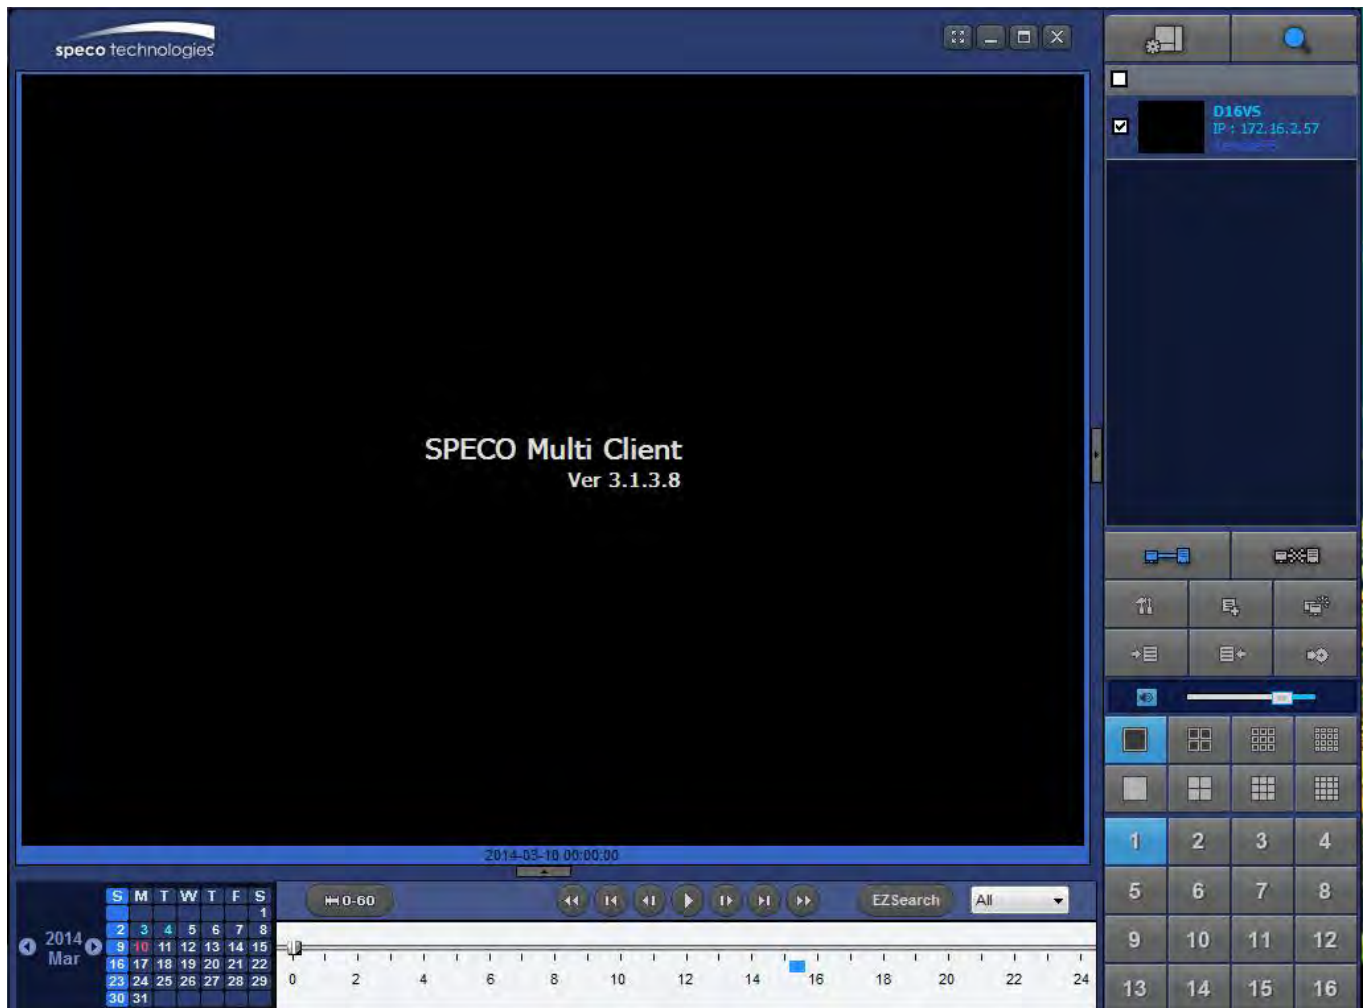 speco technologies
D16VS
IP : 172.16.2.57
SPECO Multi Client
Ver 3.1.3.8
2014-03-10 00:00:00
2014
Mar
S M T W T F S
1
2 3 4 5 6 7 8
9 10 11 12 13 14 15
16 17 18 19 20 21 22
23 24 25 26 27 28 29
30 31
0-60
EZSearch
All
0 2 4 6 8 10 12 14 16 18 20 22 24
1 2 3 4
5 6 7 8
9 10 11 12
13 14 15 16